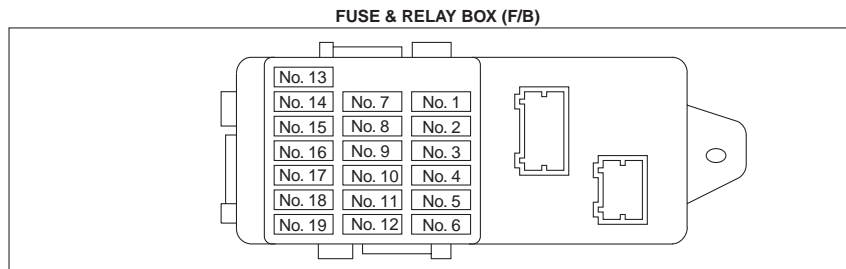 FUSE & RELAY BOX (F/B)
No. 13
No. 14 No. 7 No. 1
No. 15 No. 8 No. 2
No. 16 No. 9 No. 3
No. 17 No. 10 No. 4
No. 18 No. 11 No. 5
No. 19 No. 12 No. 6